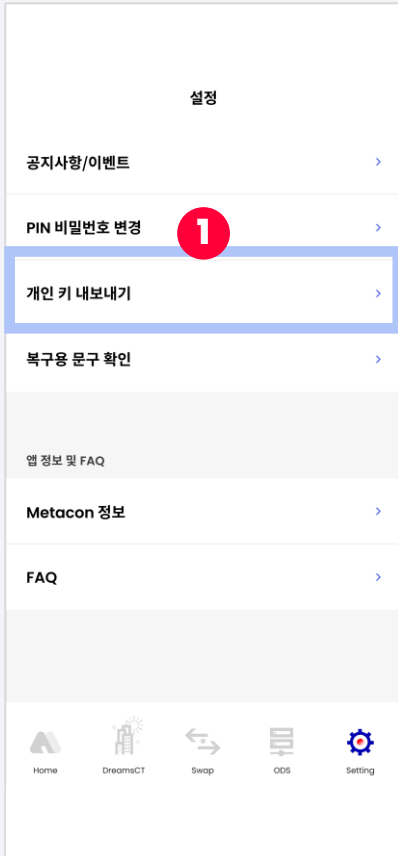 설정
공지사항/이벤트
PIN 비밀번호 변경
1
개인 키 내보내기
복구용 문구 확인
앱 정보 및 FAQ
Metacon 정보
FAQ
Home DreamsCT Swap ODS Setting